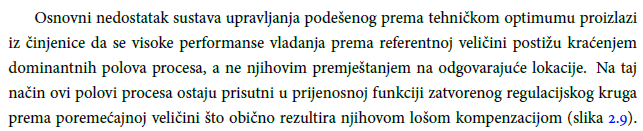 Osnovni nedostatak sustava upravljanja podešenog prema tehničkom optimumu proizlazi
iz činjenice da se visoke performanse vladanja prema referentnoj veličini postižu kraćenjem
dominantnih polova procesa, a ne njihovim premještanjem na odgovarajuće lokacije. Na taj
način ovi polovi procesa ostaju prisutni u prijenosnoj funkciji zatvorenog regulacijskog kruga
prema poremećajnoj veličini što obično rezultira njihovom lošom kompenzacijom (slika 2.9).